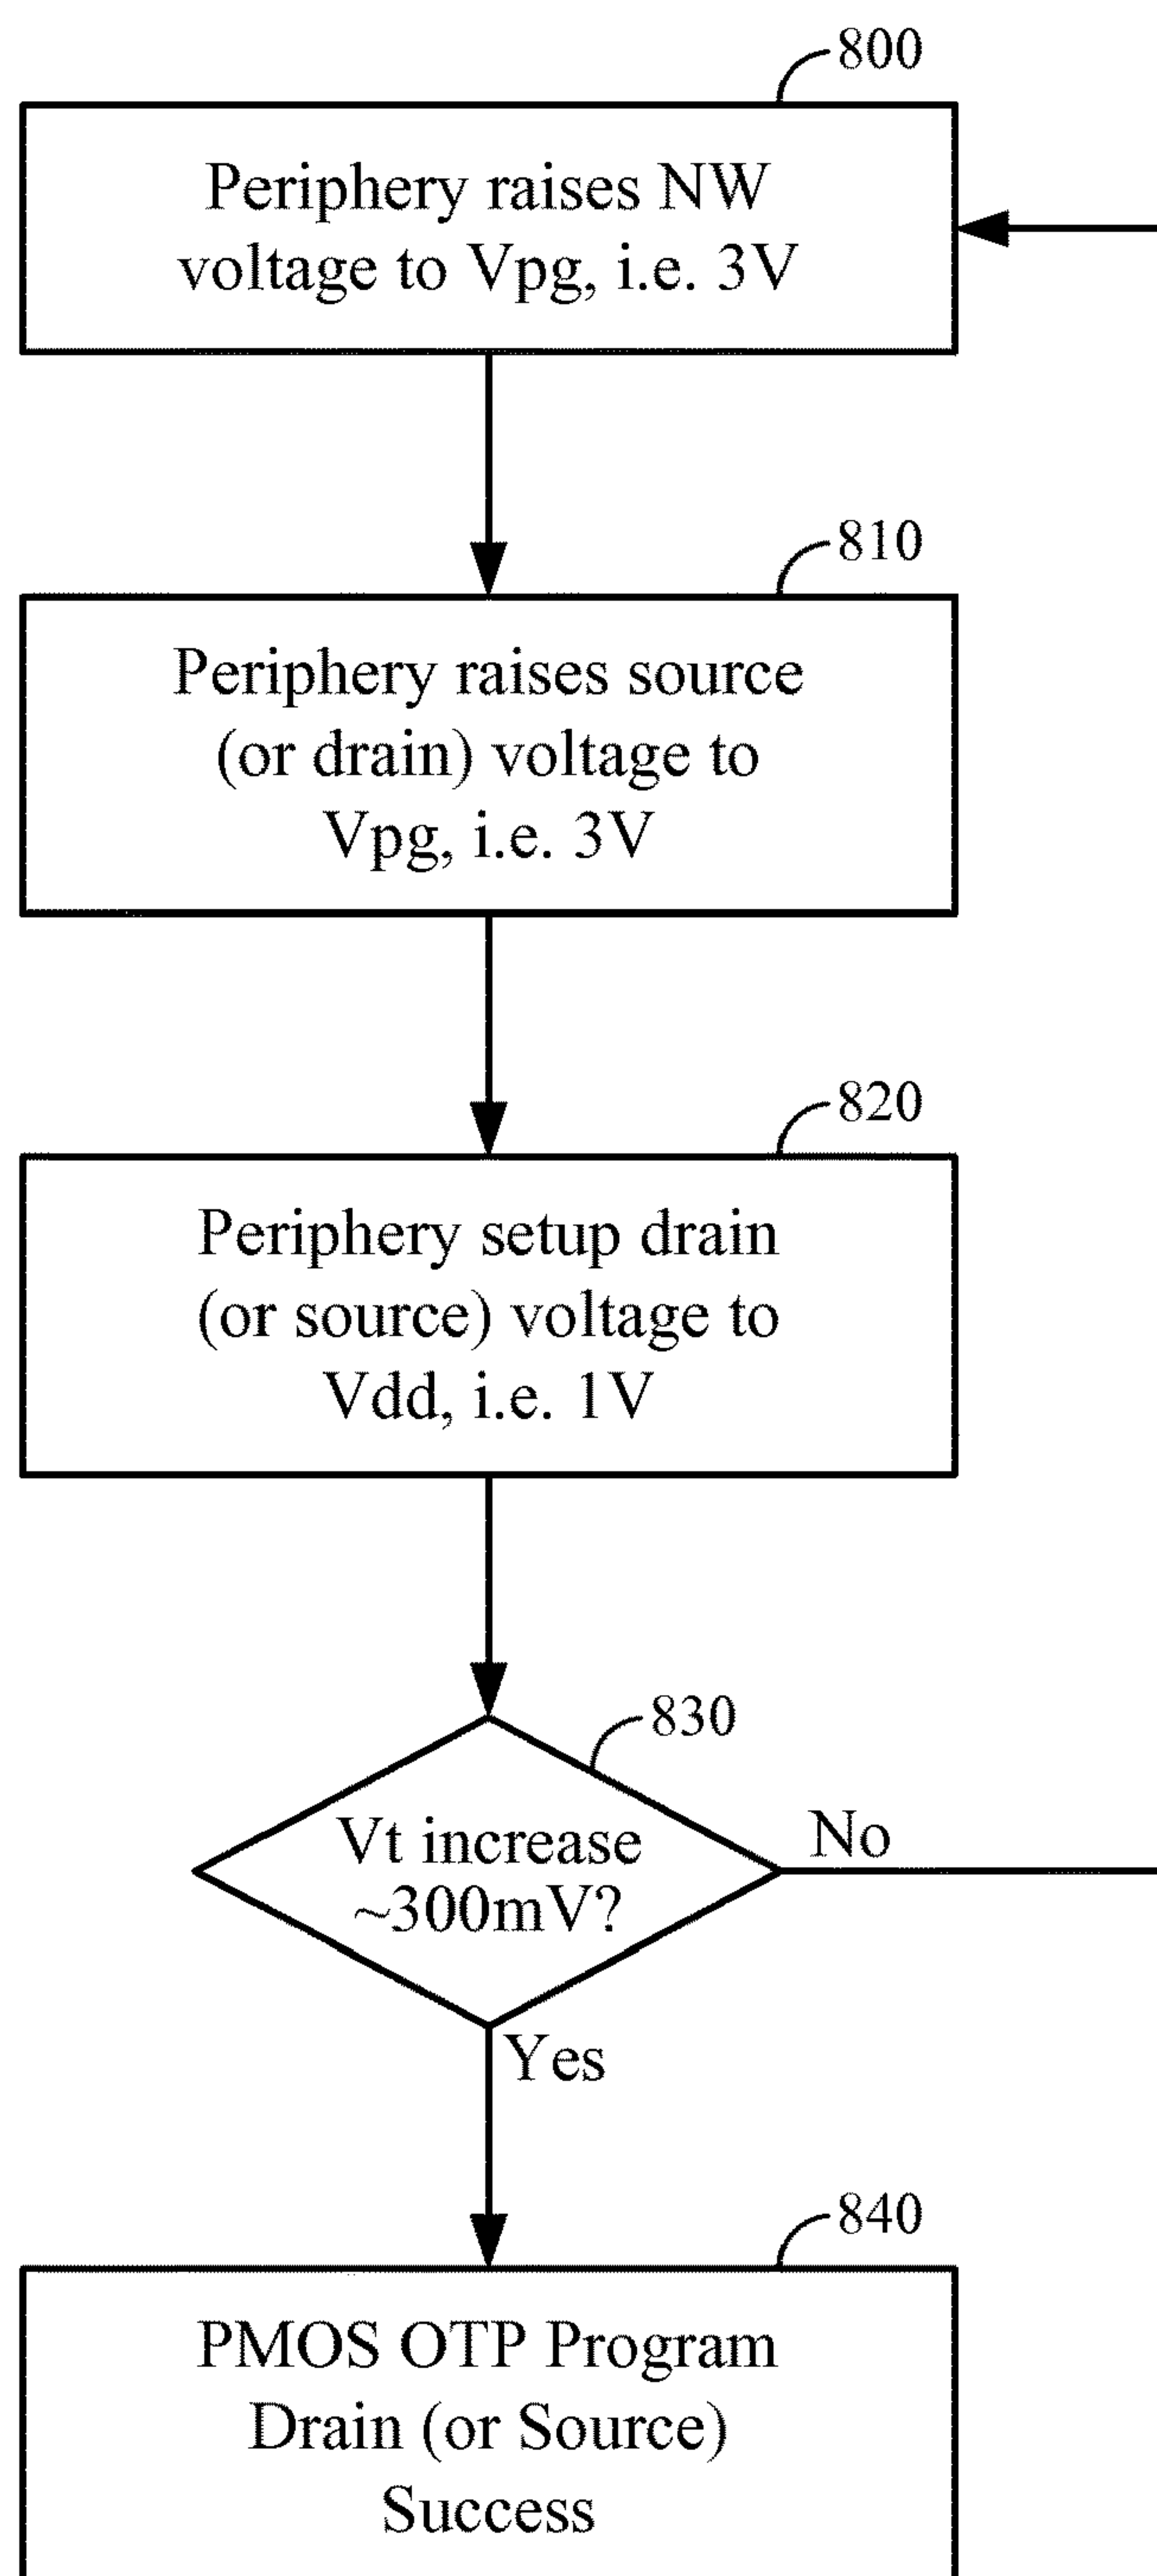 800
Periphery raises NW
voltage to Vpg, i.e. 3V
810
Periphery raises source
(or drain) voltage to
Vpg, i.e. 3V
820
Periphery setup drain
(or source) voltage to
Vdd, i.e. 1V
830
Vt increase
~300mV?
No
Yes
840
PMOS OTP Program
Drain (or Source)
Success